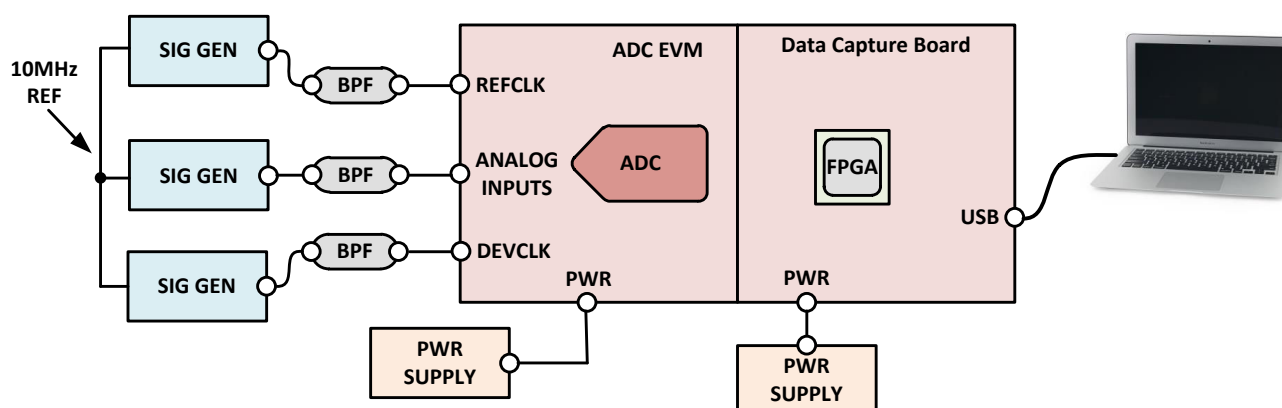 SIG GEN
10MHz
REF
BPF
REFCLK
ADC EVM
Data Capture Board
SIG GEN
BPF
ANALOG
INPUTS
ADC
FPGA
USB
SIG GEN
BPF
DEVCLK
PWR
PWR
PWR
SUPPLY
PWR
SUPPLY